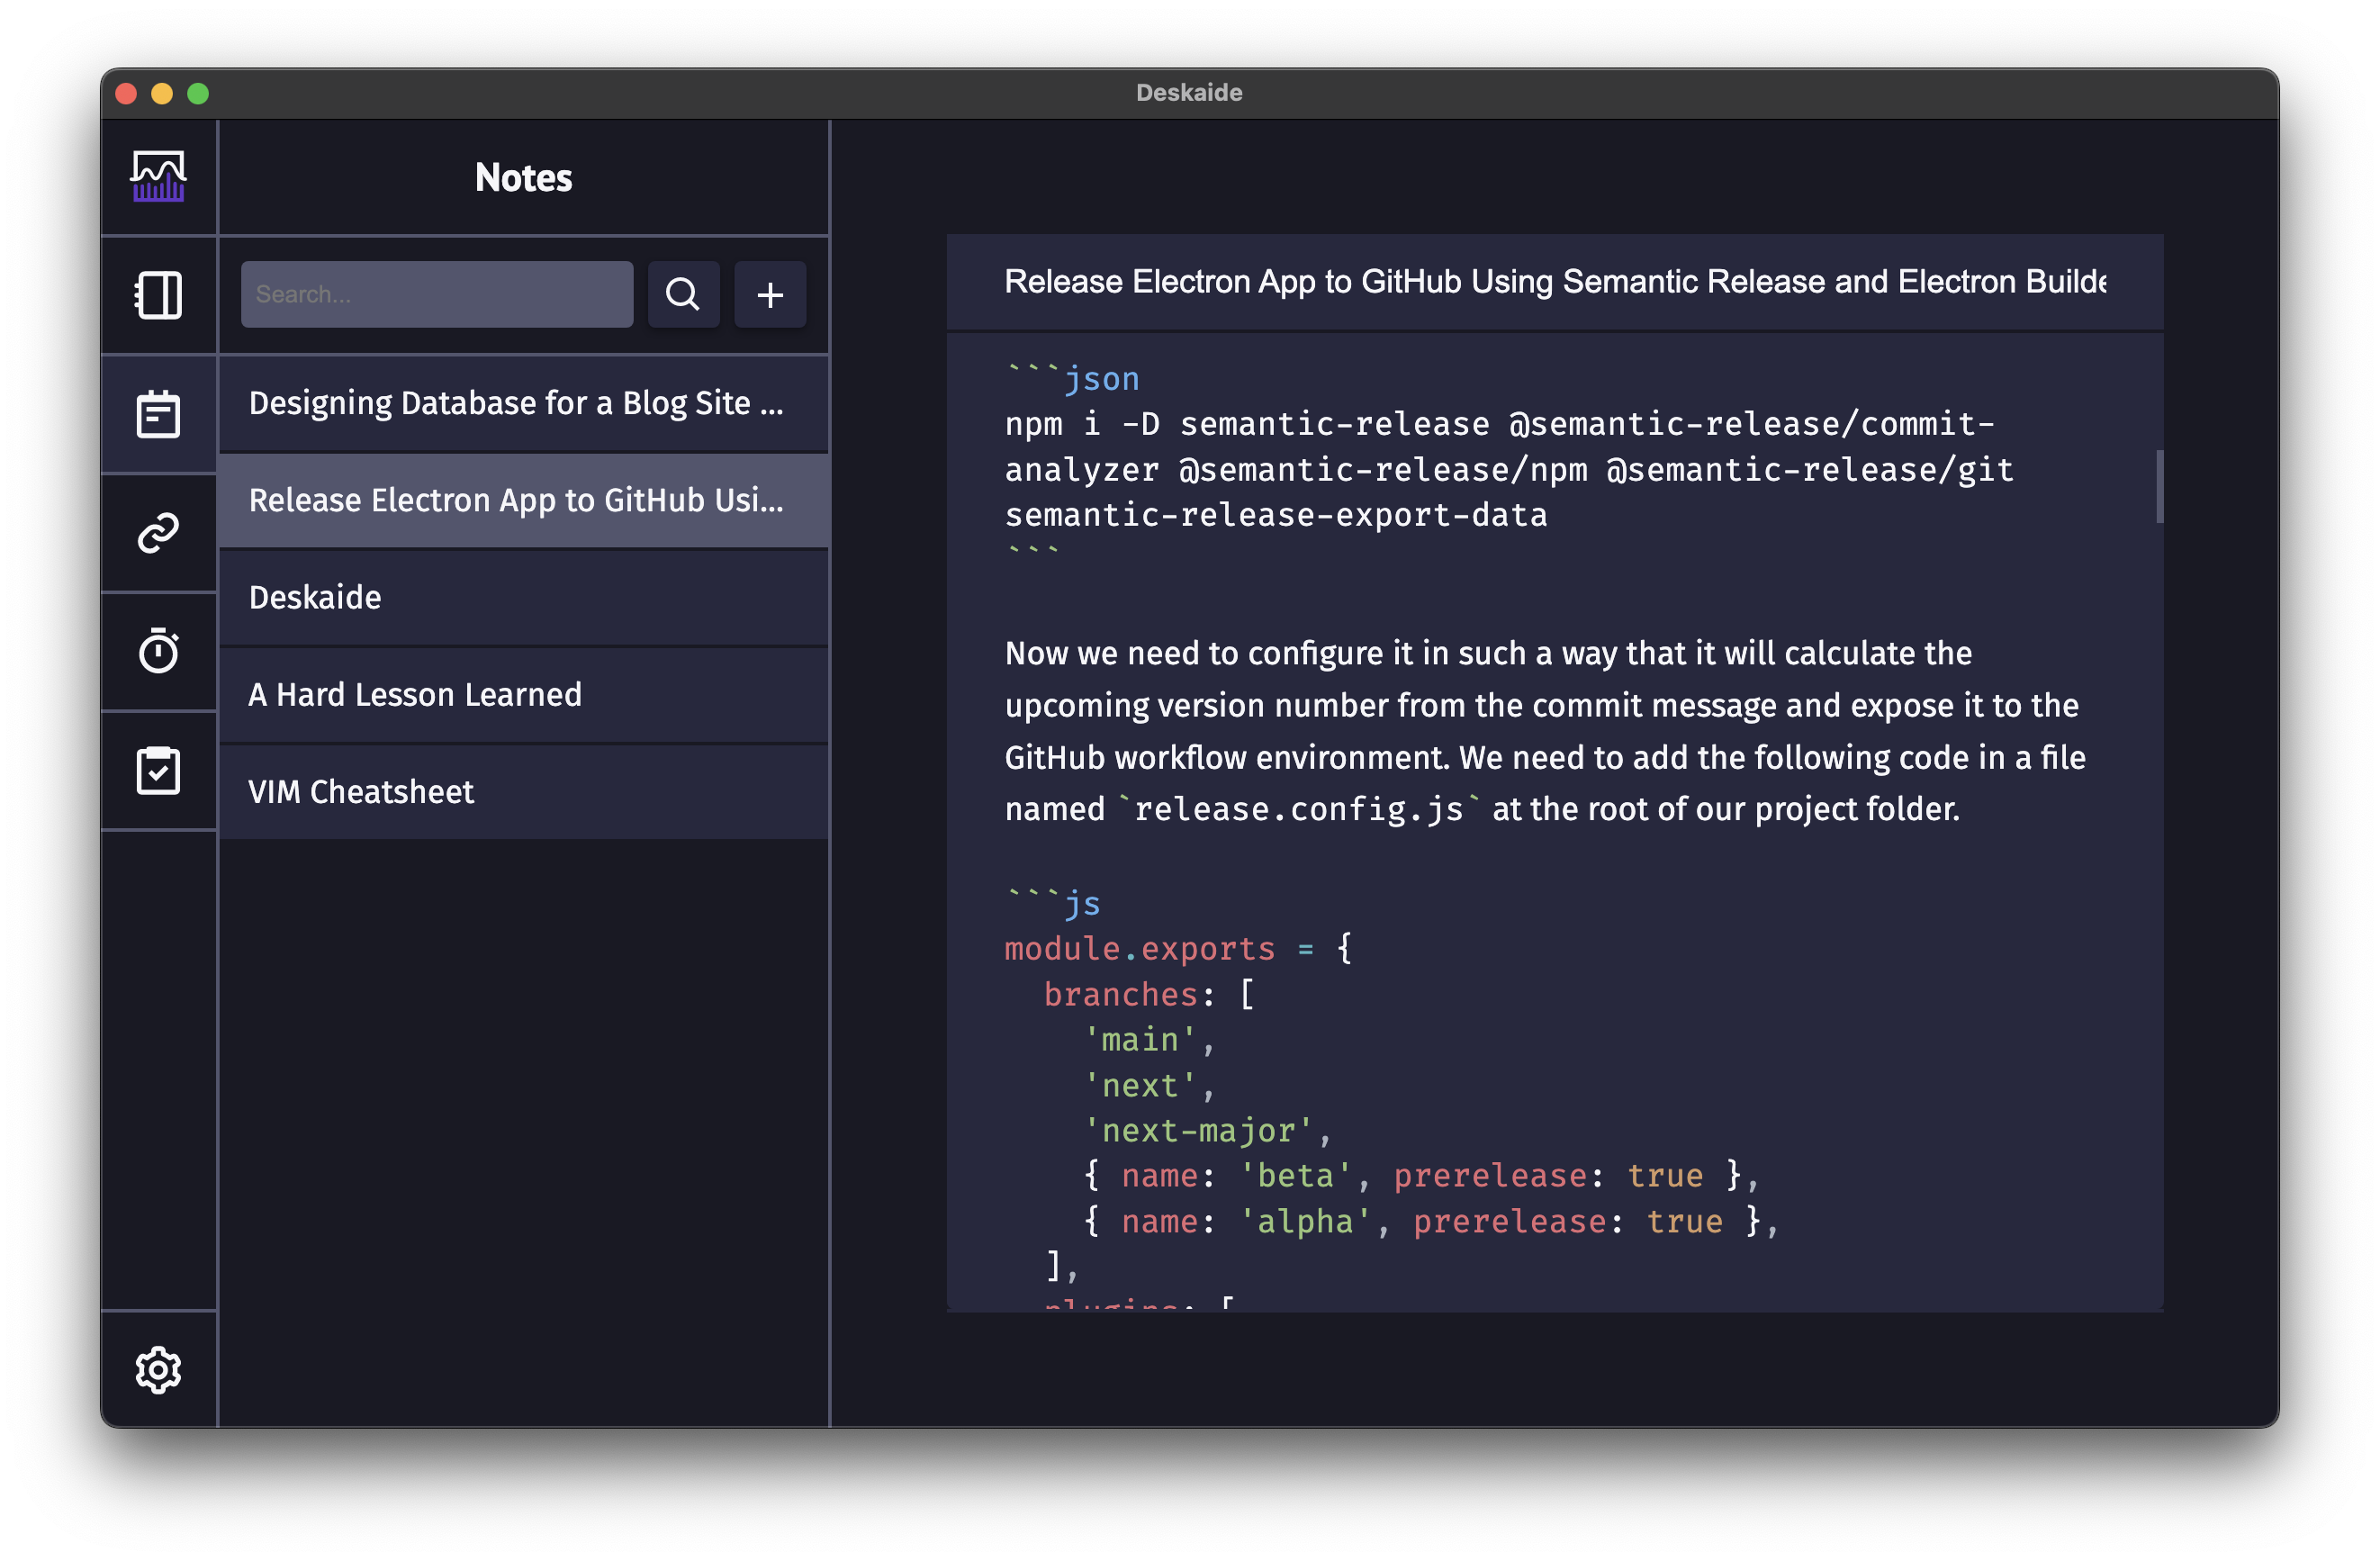 Deskaide
Notes
Search...
Designing Database for a Blog Site ...
Release Electron App to GitHub Usi...
Deskaide
A Hard Lesson Learned
VIM Cheatsheet
Release Electron App to GitHub Using Semantic Release and Electron Builde
```json
npm i -D semantic-release @semantic-release/commit-
analyzer @semantic-release/npm @semantic-release/git
semantic-release-export-data
```
Now we need to configure it in such a way that it will calculate the
upcoming version number from the commit message and expose it to the
GitHub workflow environment. We need to add the following code in a file
named `release.config.js` at the root of our project folder.
```js
module.exports = {
  branches: [
    'main',
    'next',
    'next-major',
    { name: 'beta', prerelease: true },
    { name: 'alpha', prerelease: true },
  ],
  plugins: [